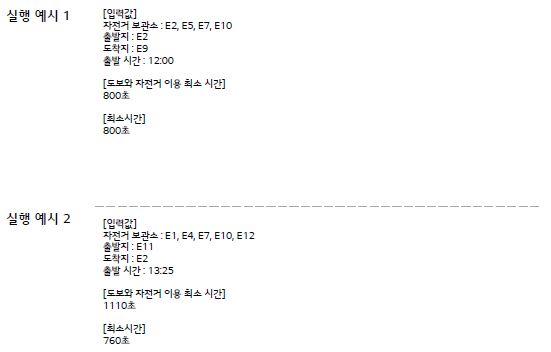 실행 예시 1
[입력값]
자전거 보관소 : E2, E5, E7, E10
출발지 : E2
도착지 : E9
출발 시간 : 12:00
[도보와 자전거 이용 최소 시간]
800초
[최소시간]
800초
실행 예시 2
[입력값]
자전거 보관소 : E1, E4, E7, E10, E12
출발지 : E11
도착지 : E2
출발 시간 : 13:25
[도보와 자전거 이용 최소 시간]
1110초
[최소시간]
760초